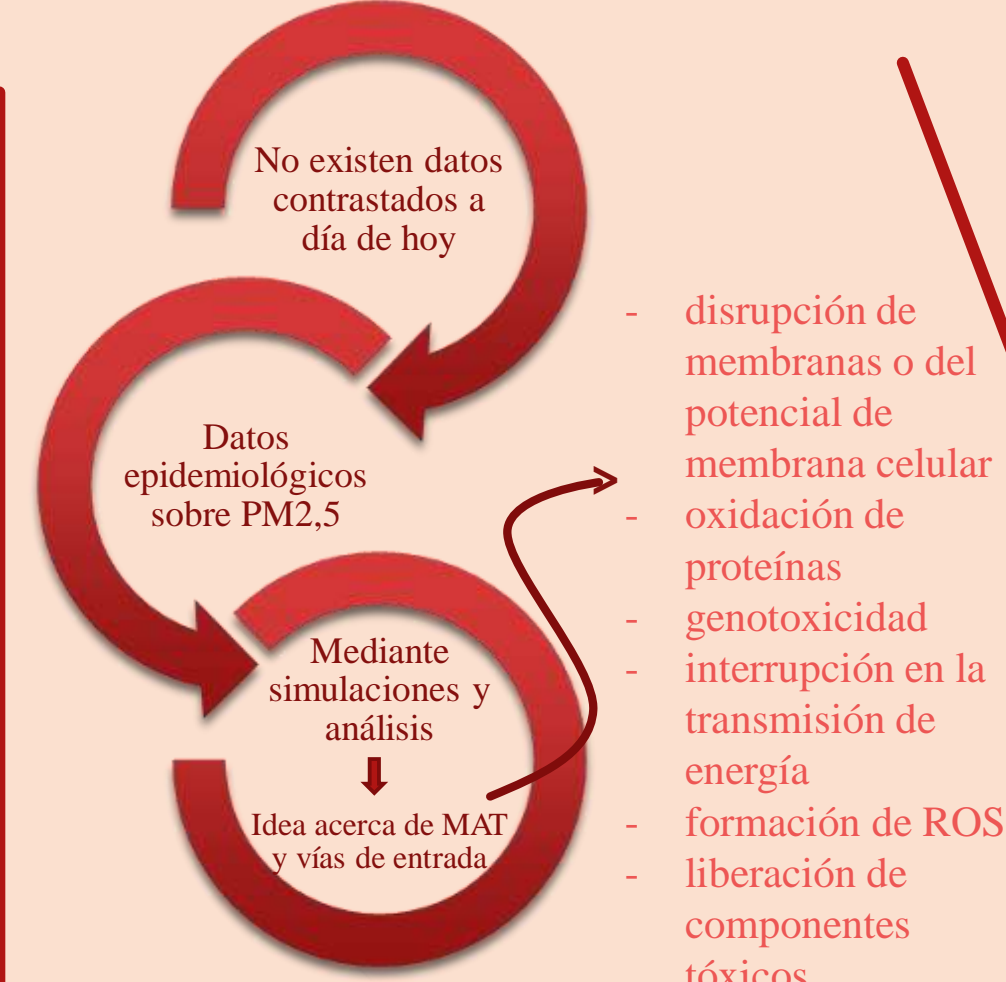 No existen datos
contrastados a
día de hoy
Datos
epidemiológicos
sobre PM2,5
Mediante
simulaciones y
análisis
Idea acerca de MAT
y vías de entrada
- disrupción de
membranas o del
potencial de
membrana celular
- oxidación de
proteínas
- genotoxicidad
- interrupción en la
transmisión de
energía
- formación de ROS
- liberación de
componentes
tóxicos